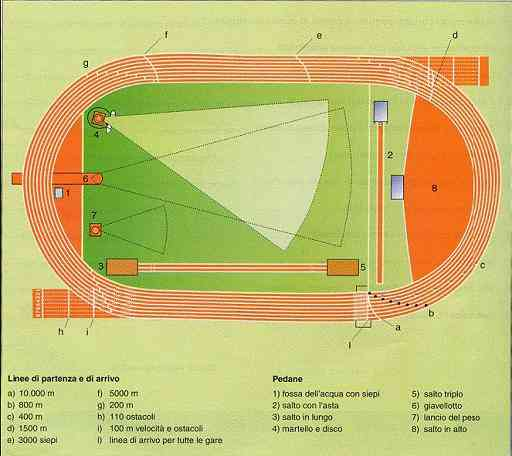 f
e
d
g
4
2
6
1
8
7
3
5
c
b
a
h
i
l
Linee di partenza e di arrivo
a) 10.000 m
b) 800 m
c) 400 m
d) 1500 m
e) 3000 siepi
f) 5000 m
g) 200 m
h) 110 ostacoli
i) 100 m velocità e ostacoli
l) linea di arrivo per tutte le gare
Pedane
1) fossa dell'acqua con siepi
2) salto con l'asta
3) salto in lungo
4) martello e disco
5) salto triplo
6) giavellotto
7) lancio del peso
8) salto in alto